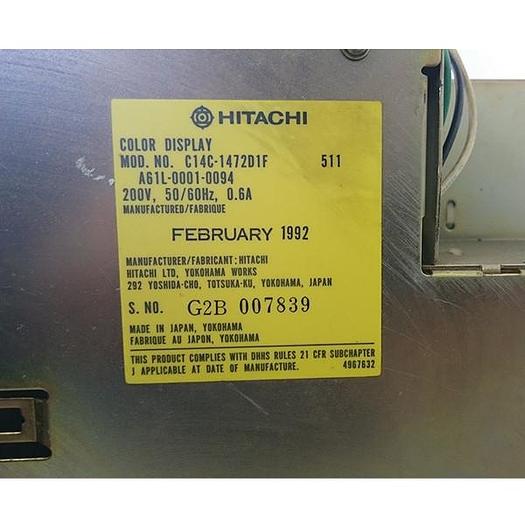 HITACHI
COLOR DISPLAY
MOD. NO. C14C-1472D1F 511
A61L-0001-0094
200V, 50/60Hz, 0.6A
MANUFACTURED/FABRIQUE
FEBRUARY 1992
MANUFACTURER/FABRICANT: HITACHI
HITACHI LTD, YOKOHAMA WORKS
292 YOSHIDA-CHO, TOTSUKA-KU, YOKOHAMA, JAPAN
S. NO. G2B 007839
MADE IN JAPAN, YOKOHAMA
FABRIQUE AU JAPON, YOKOHAMA
THIS PRODUCT COMPLIES WITH DHHS RULES 21 CFR SUBCHAPTER
J APPLICABLE AT DATE OF MANUFACTURE. 4967632